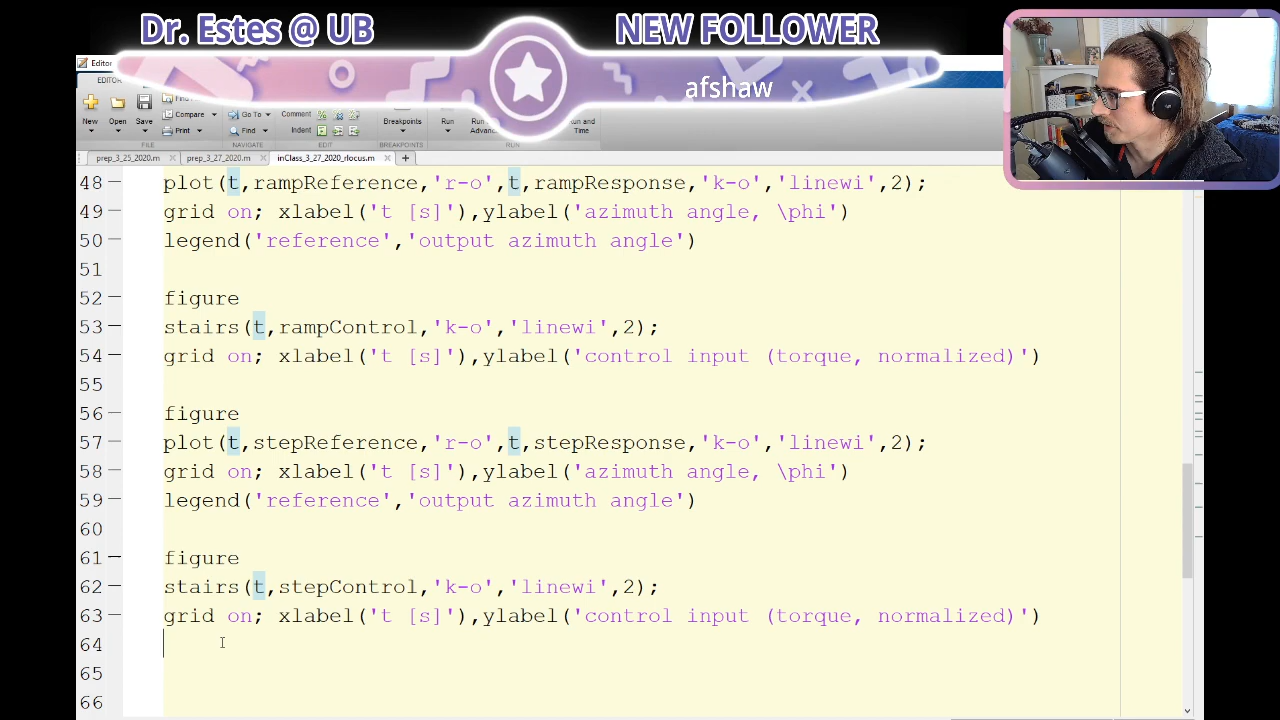 Dr. Estes @ UB
NEW FOLLOWER
afshaw
Editor
EDITOR
New
Open
Save
Find
Compare
Print
Go To
Find
Comment
Indent
Breakpoints
Run
Run
Advance
and
Time
FILE
NAVIGATE
EDIT
BREAKPOINTS
RUN
prep_3_25_2020.m
prep_3_27_2020.m
inClass_3_27_2020_rlocus.m
48 plot(t,rampReference,'r-o',t,rampResponse,'k-o','linewi',2);
49 grid on; xlabel('t [s]'),ylabel('azimuth angle, \phi')
50 legend('reference','output azimuth angle')
51
52 figure
53 stairs(t,rampControl,'k-o','linewi',2);
54 grid on; xlabel('t [s]'),ylabel('control input (torque, normalized)')
55
56 figure
57 plot(t,stepReference,'r-o',t,stepResponse,'k-o','linewi',2);
58 grid on; xlabel('t [s]'),ylabel('azimuth angle, \phi')
59 legend('reference','output azimuth angle')
60
61 figure
62 stairs(t,stepControl,'k-o','linewi',2);
63 grid on; xlabel('t [s]'),ylabel('control input (torque, normalized)')
64
65
66